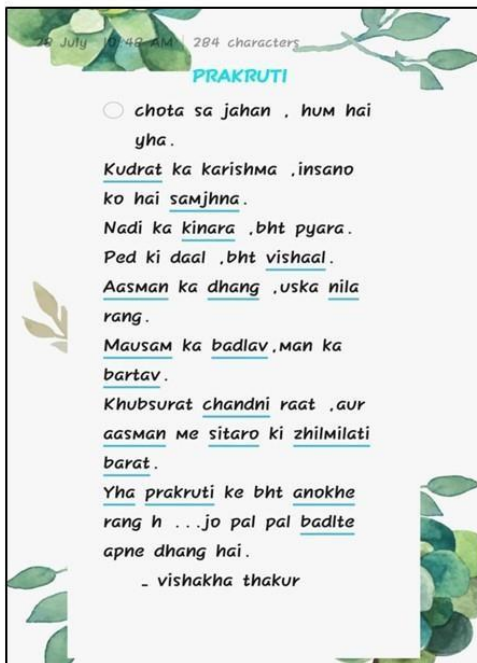 28 July 10:48 AM | 284 characters
PRAKRUTI
chota sa jahan , hum hai
yha .
Kudrat ka karishma ,insano
ko hai samjhna .
Nadi ka kinara ,bht pyara .
Ped ki daal ,bht vishaal .
Aasman ka dhang ,uska nila
rang .
Mausam ka badlav ,man ka
bartav .
Khubsurat chandni raat ,aur
aasman me sitaro ki zhilmilati
barat .
Yha prakruti ke bht anokhe
rang h ...jo pal pal badlte
apne dhang hai .
- vishakha thakur